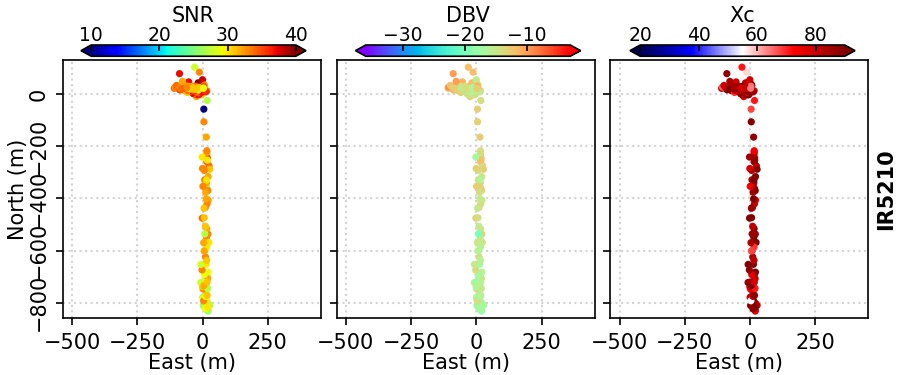 SNR DBV Xc
10 20 30 40 −30 −20 −10 20 40 60 80
North (m)
0
−200
−400
−600
−800
−500 −250 0 250 −500 −250 0 250 −500 −250 0 250
East (m) East (m) East (m)
IR5210